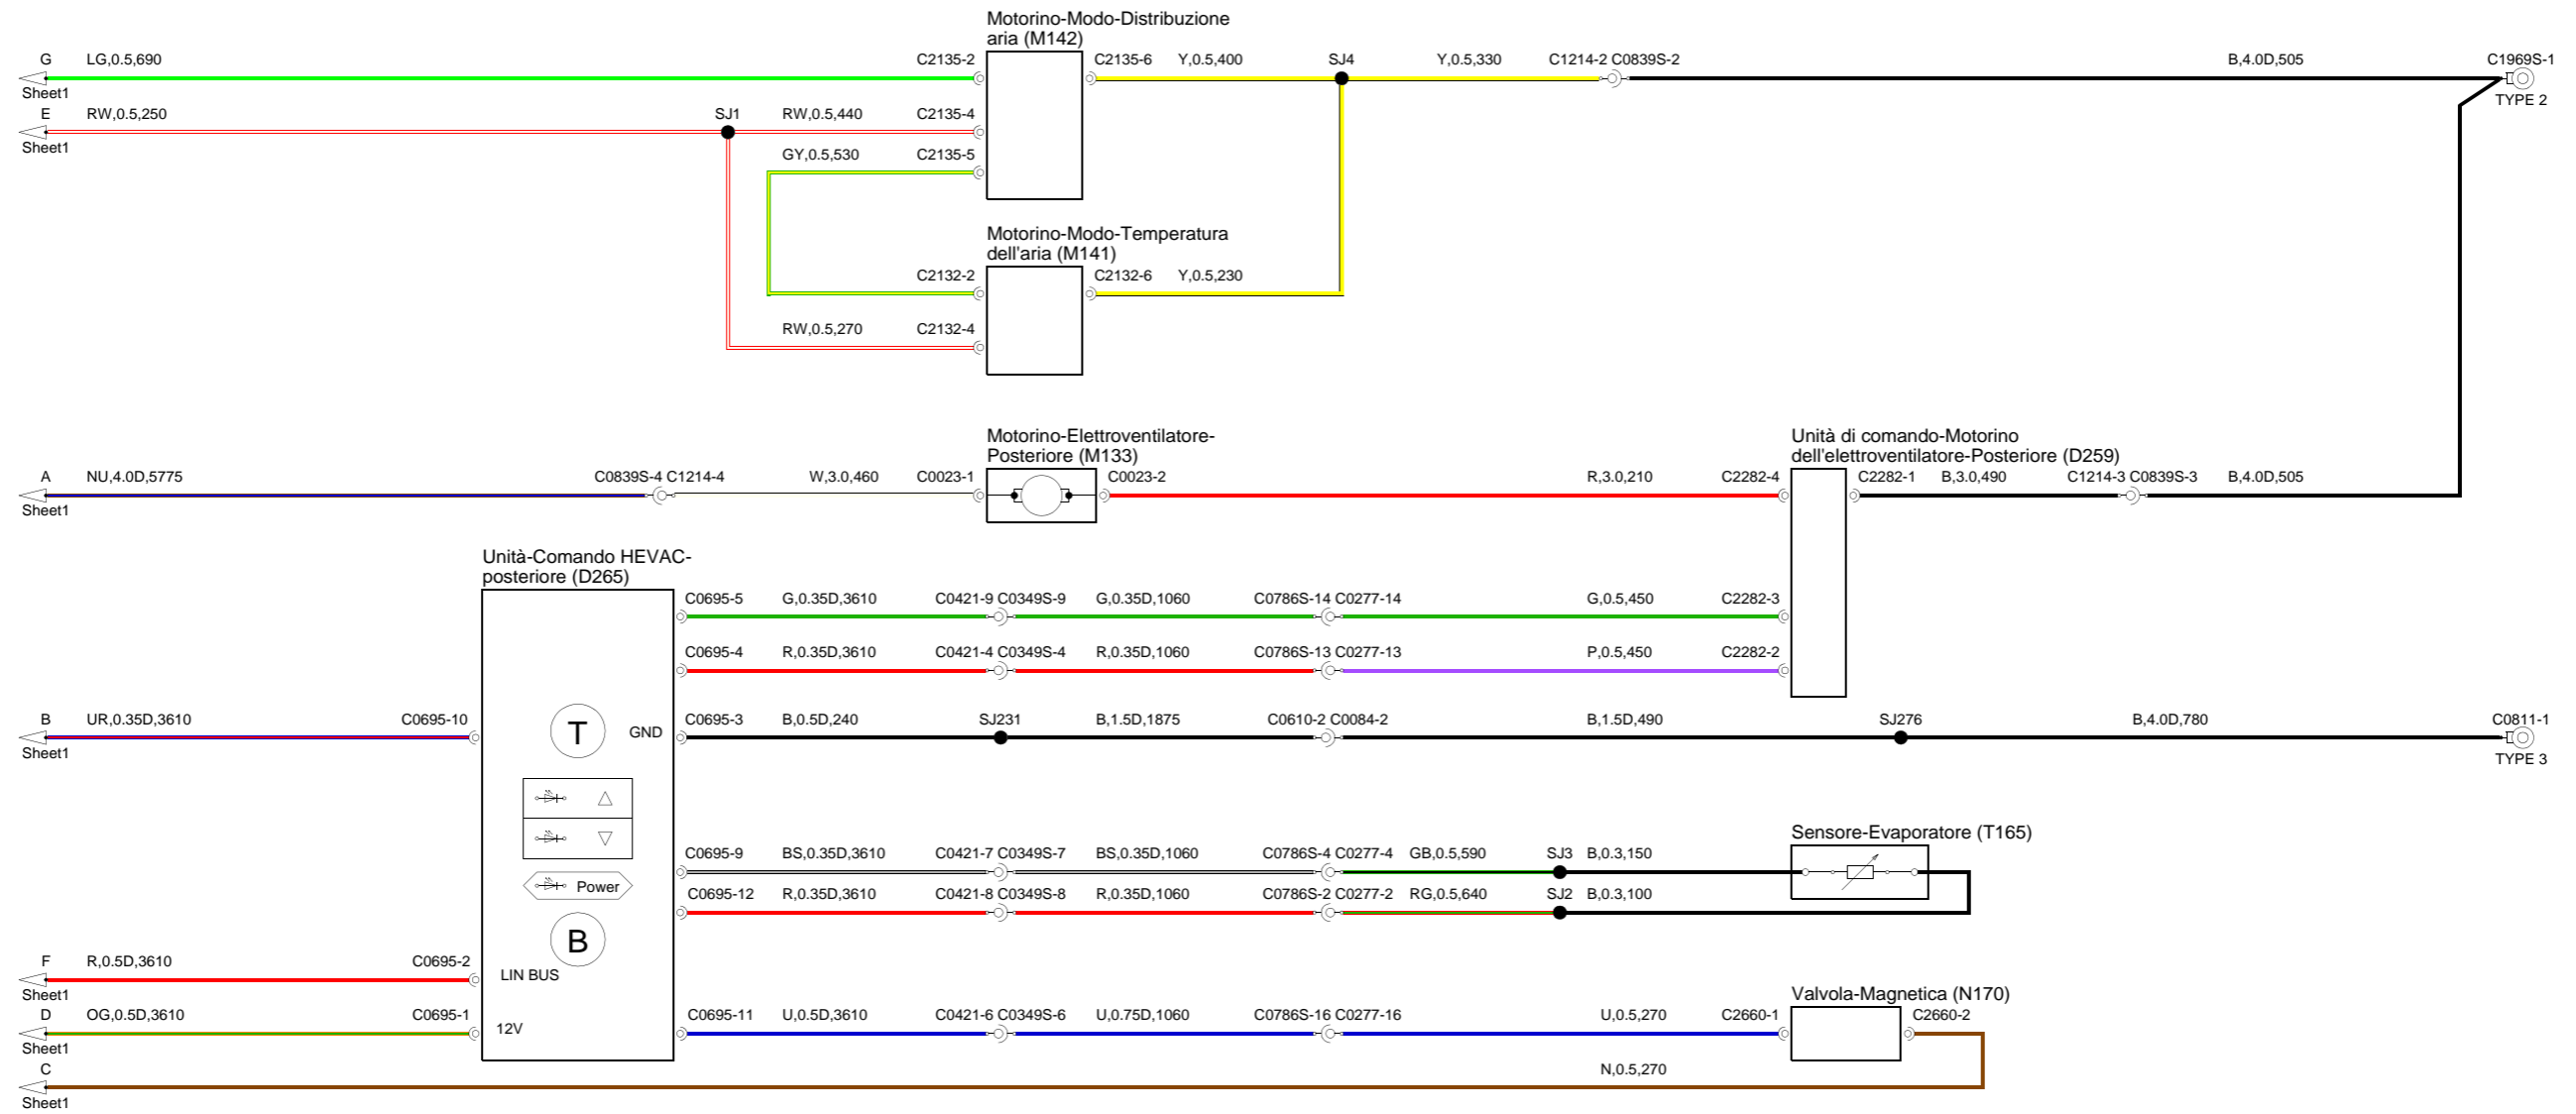 Motorino-Modo-Distribuzione
aria (M142)
G LG,0.5,690 C2135-2 C2135-6 Y,0.5,400 SJ4 Y,0.5,330 C1214-2 C0839S-2 B,4.0D,505 C1969S-1
Sheet1 TYPE 2
E RW,0.5,250 SJ1 RW,0.5,440 C2135-4
Sheet1
GY,0.5,530 C2135-5
Motorino-Modo-Temperatura
dell'aria (M141)
C2132-2 C2132-6 Y,0.5,230
RW,0.5,270 C2132-4
Motorino-Elettroventilatore- Unità di comando-Motorino
Posteriore (M133) dell'elettroventilatore-Posteriore (D259)
A NU,4.0D,5775 C0839S-4 C1214-4 W,3.0,460 C0023-1 C0023-2 R,3.0,210 C2282-4 C2282-1 B,3.0,490 C1214-3 C0839S-3 B,4.0D,505
Sheet1
Unità-Comando HEVAC-
posteriore (D265)
C0695-5 G,0.35D,3610 C0421-9 C0349S-9 G,0.35D,1060 C0786S-14 C0277-14 G,0.5,450 C2282-3
C0695-4 R,0.35D,3610 C0421-4 C0349S-4 R,0.35D,1060 C0786S-13 C0277-13 P,0.5,450 C2282-2
B UR,0.35D,3610 C0695-10 C0695-3 B,0.5D,240 SJ231 B,1.5D,1875 C0610-2 C0084-2 B,1.5D,490 SJ276 B,4.0D,780 C0811-1
T GND
Sheet1 TYPE 3
Sensore-Evaporatore (T165)
C0695-9 BS,0.35D,3610 C0421-7 C0349S-7 BS,0.35D,1060 C0786S-4 C0277-4 GB,0.5,590 SJ3 B,0.3,150
Power
C0695-12 R,0.35D,3610 C0421-8 C0349S-8 R,0.35D,1060 C0786S-2 C0277-2 RG,0.5,640 SJ2 B,0.3,100
B
F R,0.5D,3610 C0695-2
LIN BUS
Sheet1
Valvola-Magnetica (N170)
D OG,0.5D,3610 C0695-1 C0695-11 U,0.5D,3610 C0421-6 C0349S-6 U,0.75D,1060 C0786S-16 C0277-16 U,0.5,270 C2660-1 C2660-2
12V
Sheet1
C N,0.5,270
Sheet1